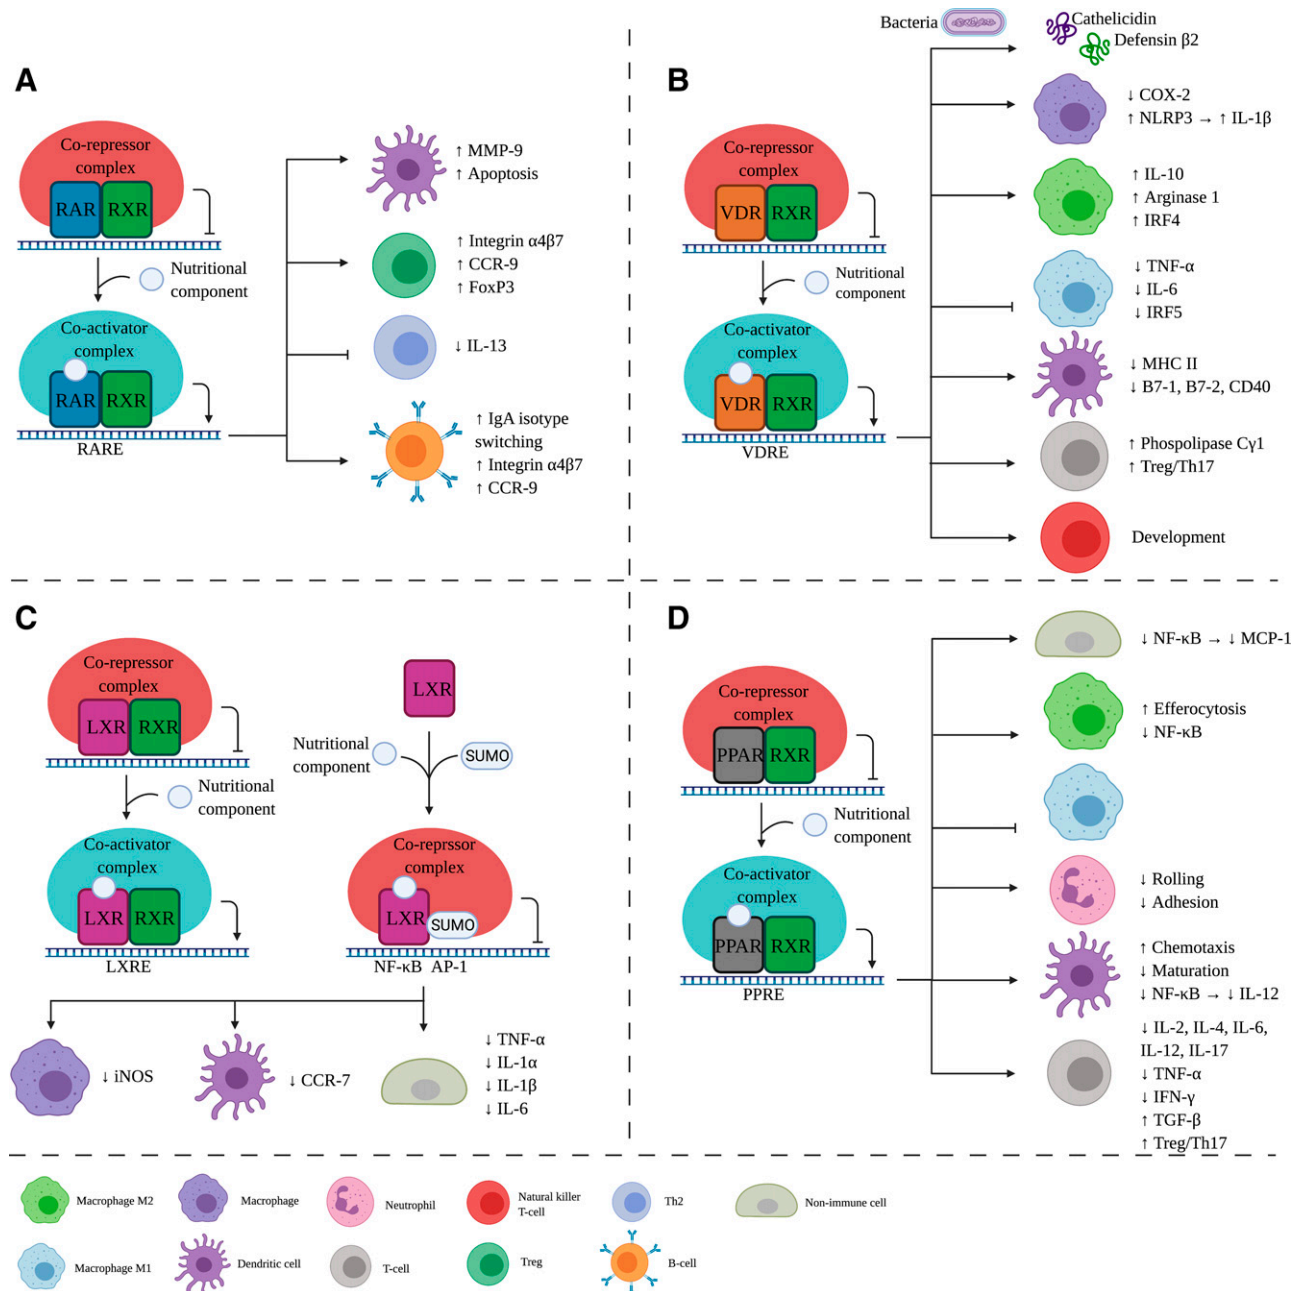 A
Co-repressor
complex
RAR
RXR
Nutritional
component
Co-activator
complex
RAR
RXR
RARE
↑ MMP-9
↑ Apoptosis
↑ Integrin α4β7
↑ CCR-9
↑ FoxP3
↓ IL-13
↑ IgA isotype
switching
↑ Integrin α4β7
↑ CCR-9
B
Co-repressor
complex
VDR
RXR
Nutritional
component
Co-activator
complex
VDR
RXR
VDRE
Bacteria
Cathelicidin
Defensin β2
↓ COX-2
↑ NLRP3 → ↑ IL-1β
↑ IL-10
↑ Arginase 1
↑ IRF4
↓ TNF-α
↓ IL-6
↓ IRF5
↓ MHC II
↓ B7-1, B7-2, CD40
↑ Phospolipase Cγ1
↑ Treg/Th17
Development
C
Co-repressor
complex
LXR
RXR
Nutritional
component
Co-activator
complex
LXR
RXR
LXRE
LXR
Nutritional
component
SUMO
Co-reprssor
complex
LXR
SUMO
NF-κB AP-1
↓ iNOS
↓ CCR-7
↓ TNF-α
↓ IL-1α
↓ IL-1β
↓ IL-6
D
Co-repressor
complex
PPAR
RXR
Nutritional
component
Co-activator
complex
PPAR
RXR
PPRE
↓ NF-κB → ↓ MCP-1
↑ Efferocytosis
↓ NF-κB
↓ Rolling
↓ Adhesion
↑ Chemotaxis
↓ Maturation
↓ NF-κB → ↓ IL-12
↓ IL-2, IL-4, IL-6,
IL-12, IL-17
↓ TNF-α
↓ IFN-γ
↑ TGF-β
↑ Treg/Th17
Macrophage M2
Macrophage
Neutrophil
Natural killer
T-cell
Th2
Non-immune cell
Macrophage M1
Dendritic cell
T-cell
Treg
B-cell